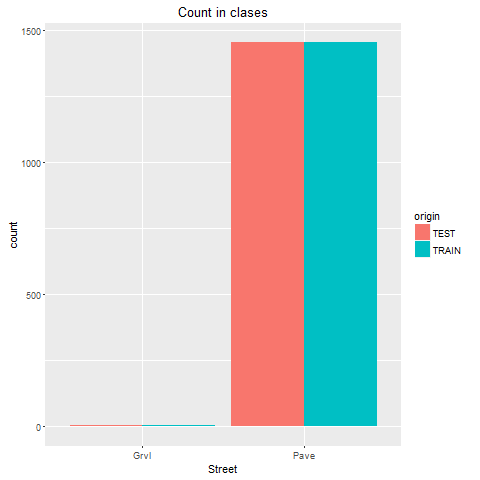 Count in clases
1500
1000
500
0
count
Grvl
Pave
Street
origin
TEST
TRAIN